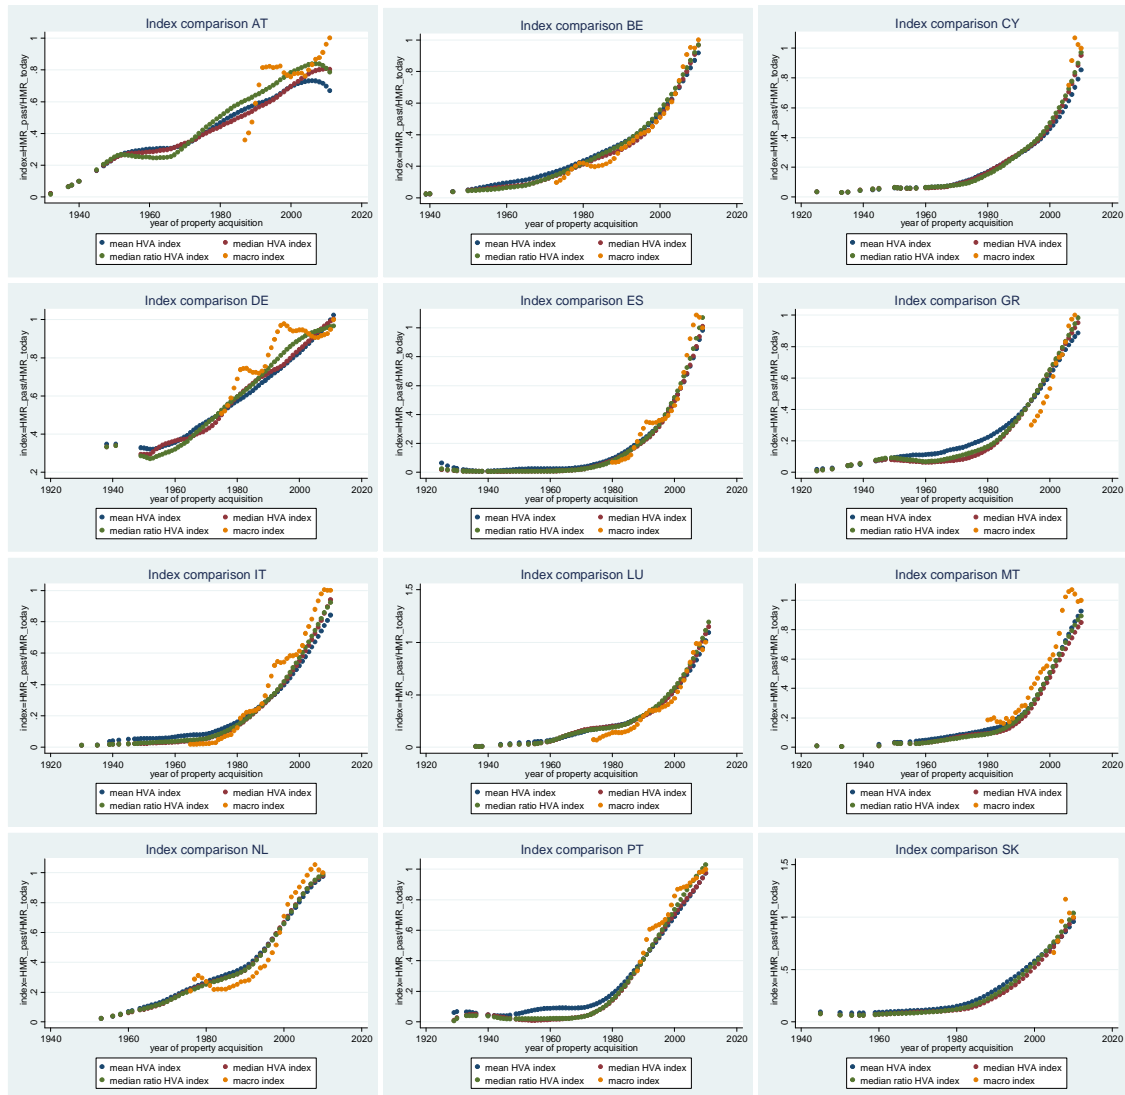 Index comparison AT
index=HMR_past/HMR_today
0 .2 .4 .6 .8 1
1940 1960 1980 2000 2020
year of property acquisition
mean HVA index median HVA index
median ratio HVA index macro index
Index comparison BE
index=HMR_past/HMR_today
0 .2 .4 .6 .8 1
1940 1960 1980 2000 2020
year of property acquisition
mean HVA index median HVA index
median ratio HVA index macro index
Index comparison CY
index=HMR_past/HMR_today
0 .2 .4 .6 .8 1
1920 1940 1960 1980 2000 2020
year of property acquisition
mean HVA index median HVA index
median ratio HVA index macro index
Index comparison DE
index=HMR_past/HMR_today
.2 .4 .6 .8 1
1920 1940 1960 1980 2000 2020
year of property acquisition
mean HVA index median HVA index
median ratio HVA index macro index
Index comparison ES
index=HMR_past/HMR_today
0 .2 .4 .6 .8 1
1920 1940 1960 1980 2000 2020
year of property acquisition
mean HVA index median HVA index
median ratio HVA index macro index
Index comparison GR
index=HMR_past/HMR_today
0 .2 .4 .6 .8 1
1920 1940 1960 1980 2000 2020
year of property acquisition
mean HVA index median HVA index
median ratio HVA index macro index
Index comparison IT
index=HMR_past/HMR_today
0 .2 .4 .6 .8 1
1920 1940 1960 1980 2000 2020
year of property acquisition
mean HVA index median HVA index
median ratio HVA index macro index
Index comparison LU
index=HMR_past/HMR_today
0 .5 1 1.5
1920 1940 1960 1980 2000 2020
year of property acquisition
mean HVA index median HVA index
median ratio HVA index macro index
Index comparison MT
index=HMR_past/HMR_today
0 .2 .4 .6 .8 1
1920 1940 1960 1980 2000 2020
year of property acquisition
mean HVA index median HVA index
median ratio HVA index macro index
Index comparison NL
index=HMR_past/HMR_today
0 .2 .4 .6 .8 1
1940 1960 1980 2000 2020
year of property acquisition
mean HVA index median HVA index
median ratio HVA index macro index
Index comparison PT
index=HMR_past/HMR_today
0 .2 .4 .6 .8 1
1920 1940 1960 1980 2000 2020
year of property acquisition
mean HVA index median HVA index
median ratio HVA index macro index
Index comparison SK
index=HMR_past/HMR_today
0 .5 1 1.5
1940 1960 1980 2000 2020
year of property acquisition
mean HVA index median HVA index
median ratio HVA index macro index